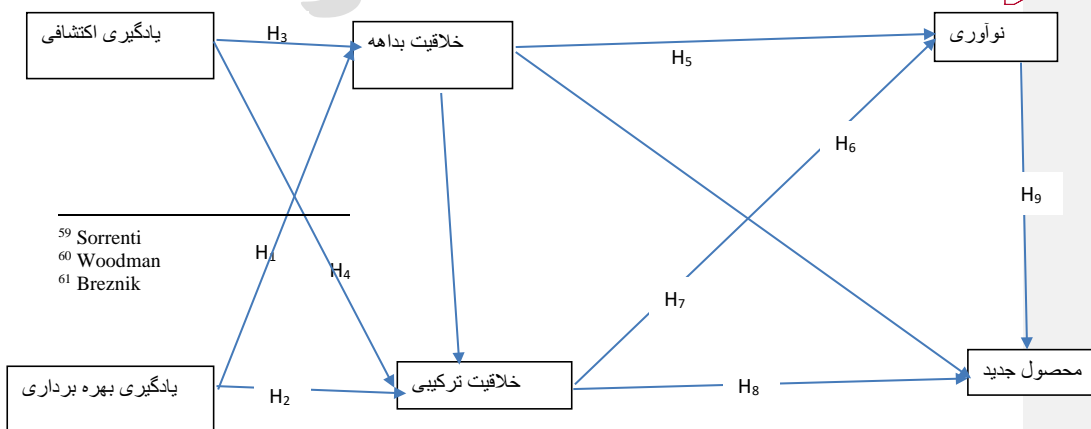 یادگیری اکتشافی
H3
خلاقیت بداهه
نوآوری
H5
H6
H9
59 Sorrenti
60 Woodman
61 Breznik
H1
H4
H7
یادگیری بهره برداری
H2
خلاقیت ترکیبی
H8
محصول جدید